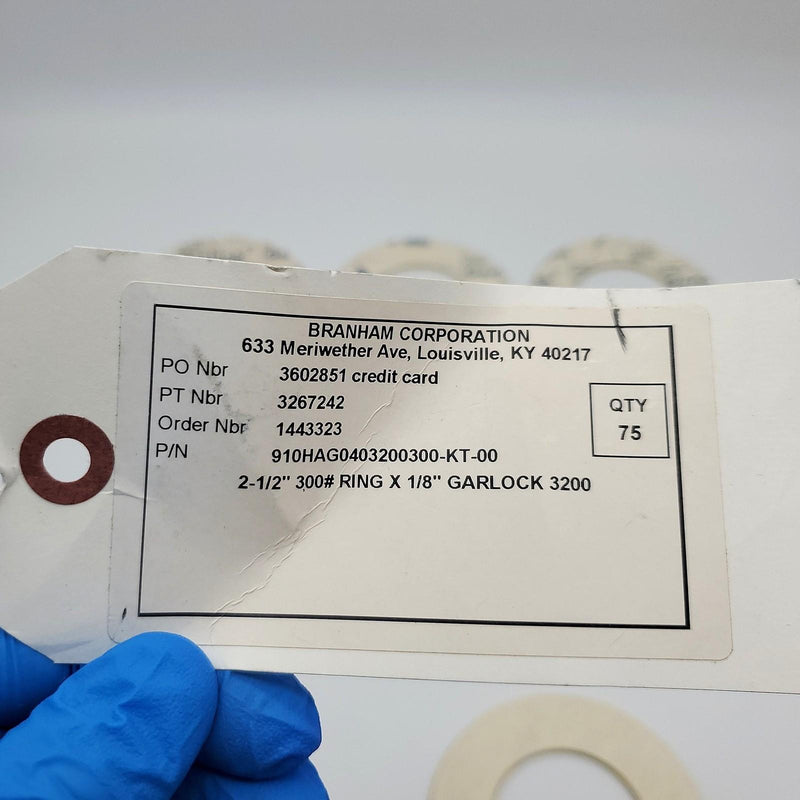 BRANHAM CORPORATION
633 Meriwether Ave, Louisville, KY 40217
PO Nbr 3602851 credit card
PT Nbr 3267242
Order Nbr 1443323
P/N 910HAG0403200300-KT-00
2-1/2" 300# RING X 1/8" GARLOCK 3200
QTY
75